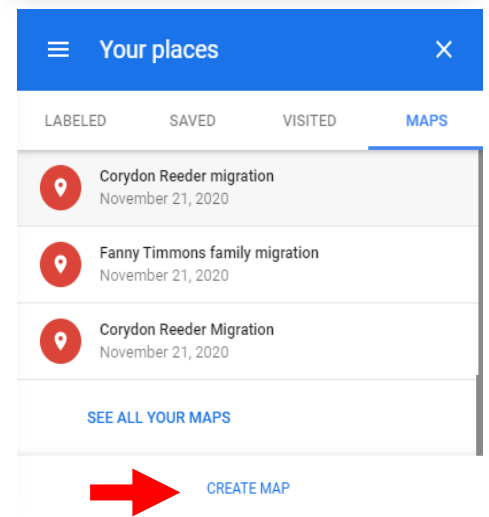 Your places
LABELED SAVED VISITED MAPS
Corydon Reeder migration
November 21, 2020
Fanny Timmons family migration
November 21, 2020
Corydon Reeder Migration
November 21, 2020
SEE ALL YOUR MAPS
CREATE MAP